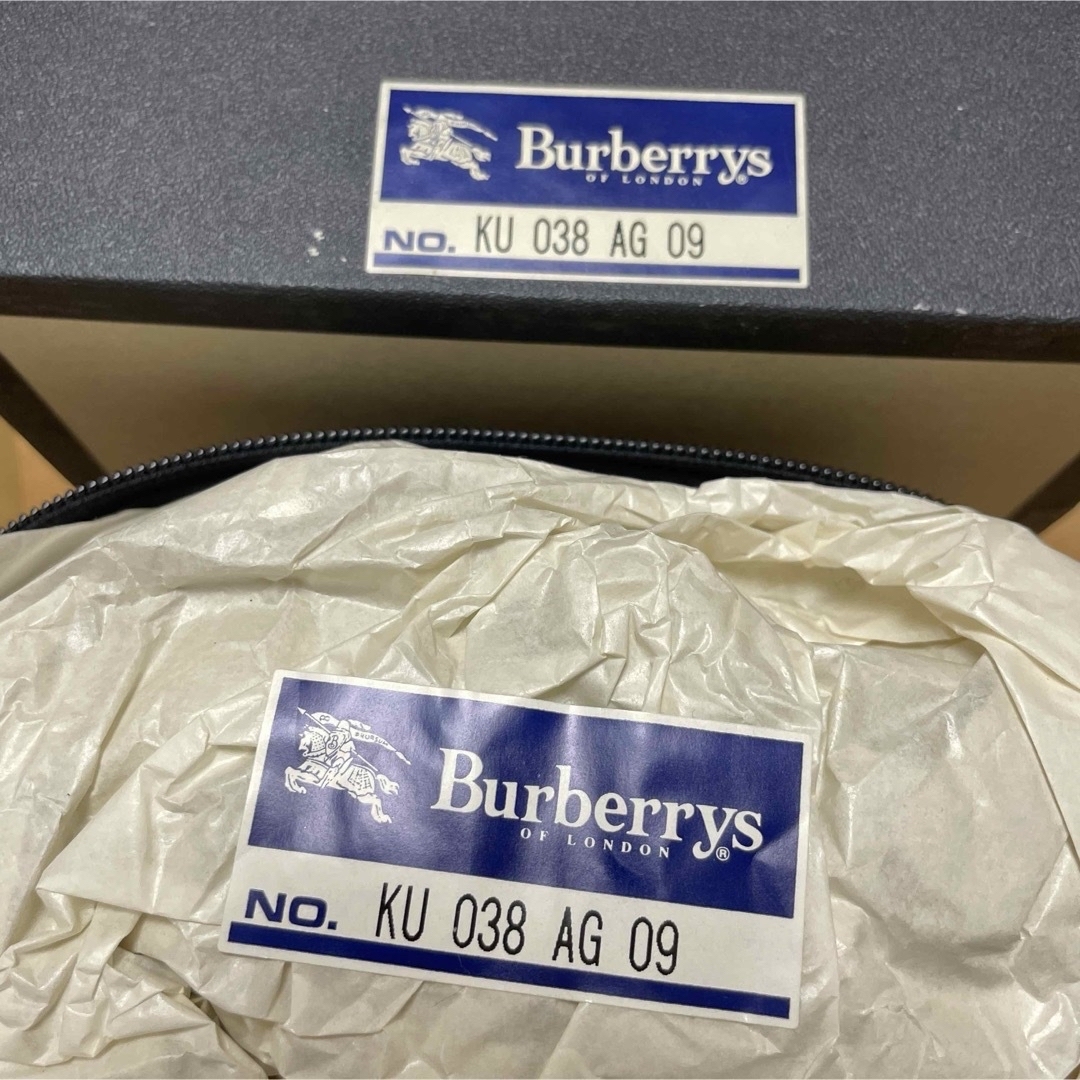 Burberrys
OF LONDON
®
NO. KU 038 AG 09
Burberrys
OF LONDON
®
NO. KU 038 AG 09